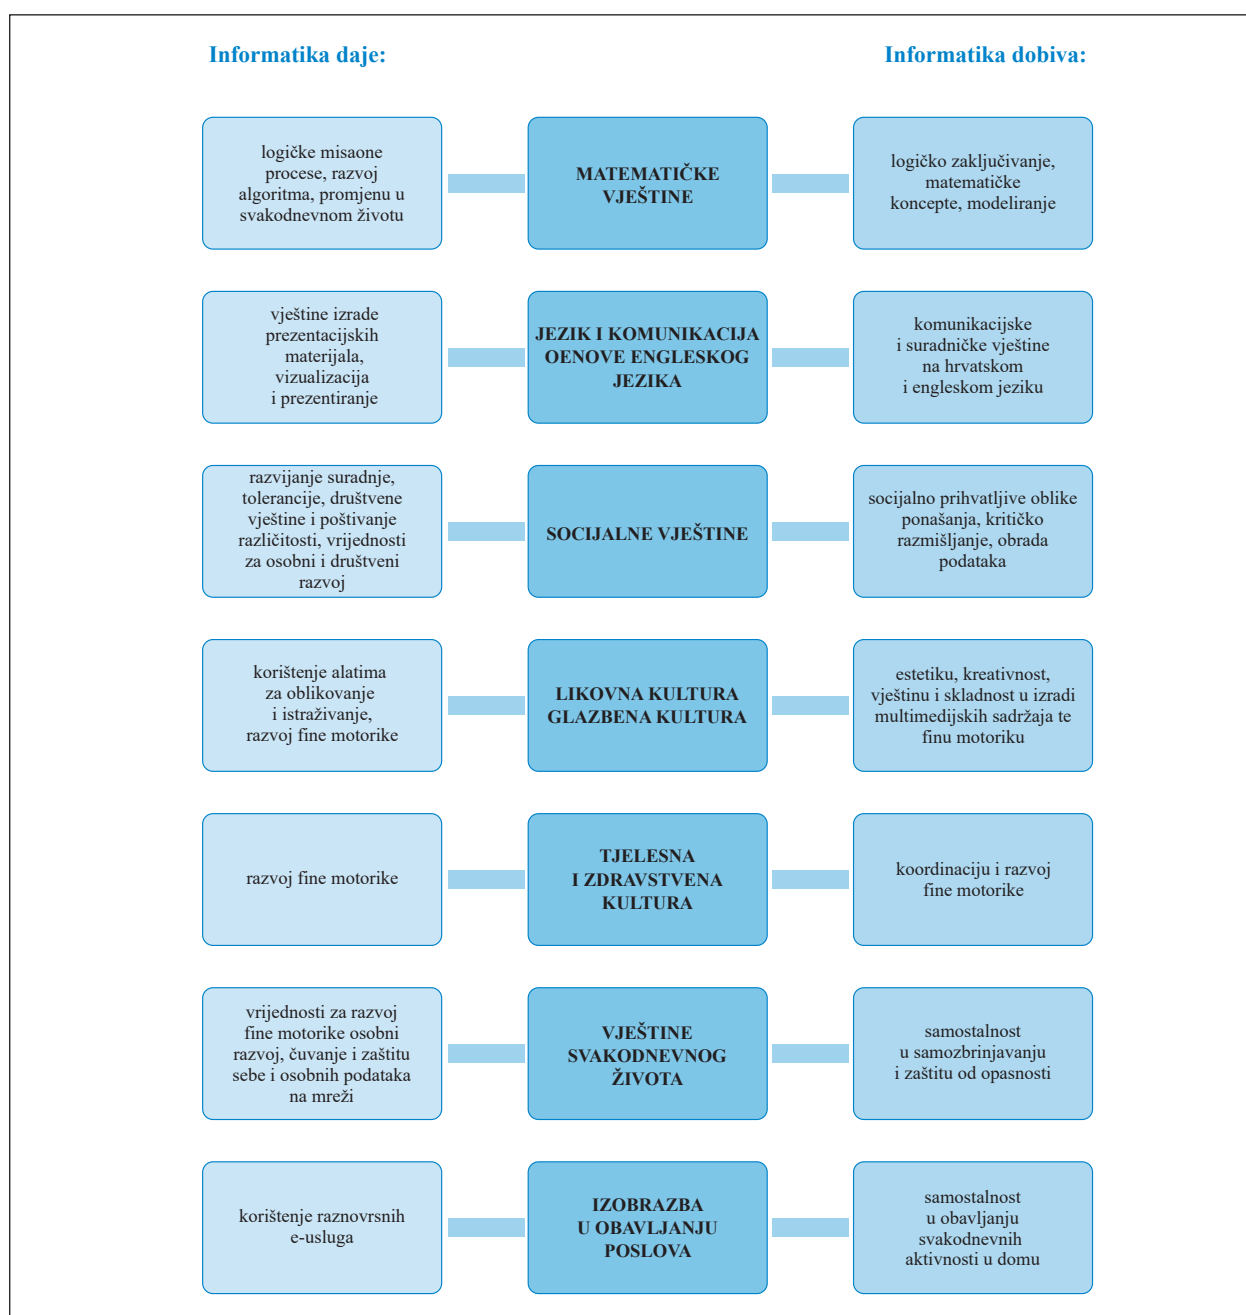 Informatika daje:
Informatika dobiva:
logičke misaone
procese, razvoj
algoritma, promjenu u
svakodnevnom životu
MATEMATIČKE
VJEŠTINE
logičko zaključivanje,
matematičke
koncepte, modeliranje
vještine izrade
prezentacijskih
materijala,
vizualizacija
i prezentiranje
JEZIK I KOMUNIKACIJA
OENOVE ENGLESKOG
JEZIKA
komunikacijske
i suradničke vještine
na hrvatskom
i engleskom jeziku
razvijanje suradnje,
tolerancije, društvene
vještine i poštivanje
različitosti, vrijednosti
za osobni i društveni
razvoj
SOCIJALNE VJEŠTINE
socijalno prihvatljive oblike
ponašanja, kritičko
razmišljanje, obrada
podataka
korištenje alatima
za oblikovanje
i istraživanje,
razvoj fine motorike
LIKOVNA KULTURA
GLAZBENA KULTURA
estetiku, kreativnost,
vještinu i skladnost u izradi
multimedijskih sadržaja te
finu motoriku
razvoj fine motorike
TJELESNA
I ZDRAVSTVENA
KULTURA
koordinaciju i razvoj
fine motorike
vrijednosti za razvoj
fine motorike osobni
razvoj, čuvanje i zaštitu
sebe i osobnih podataka
na mreži
VJEŠTINE
SVAKODNEVNOG
ŽIVOTA
samostalnost
u samozbrinjavanju
i zaštitu od opasnosti
korištenje raznovrsnih
e-usluga
IZOBRAZBA
U OBAVLJANJU
POSLOVA
samostalnost
u obavljanju
svakodnevnih
aktivnosti u domu